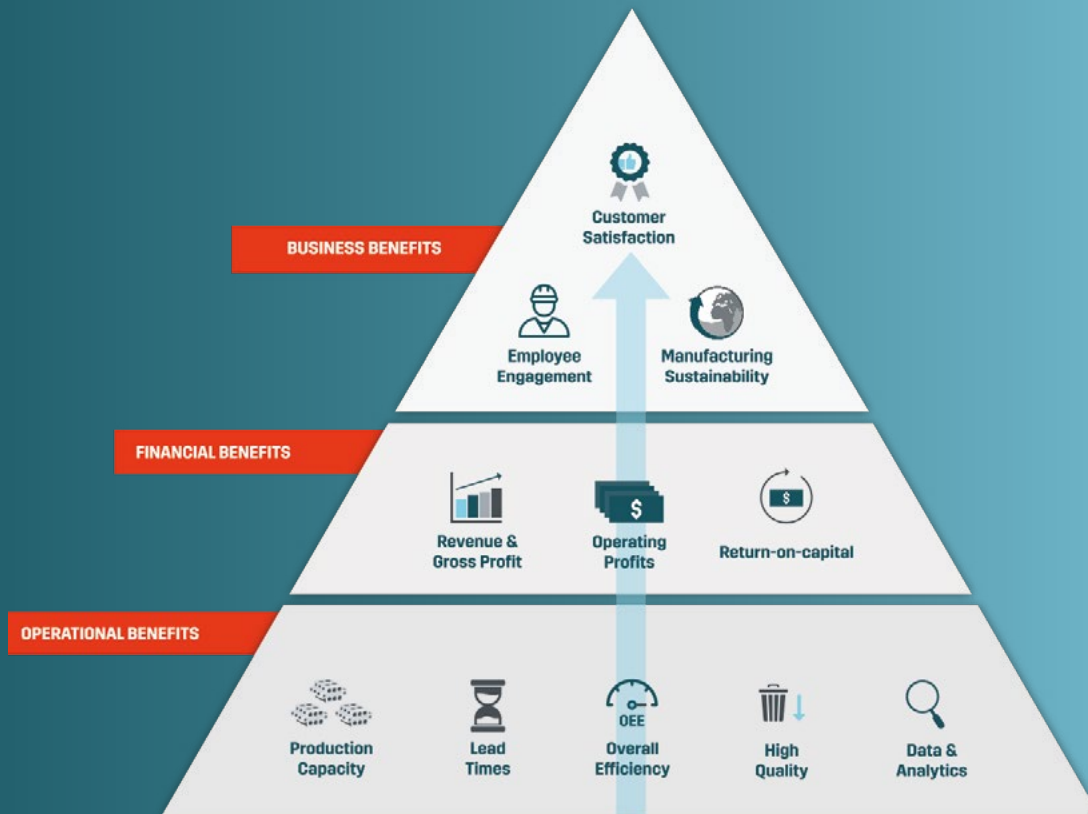 Customer
Satisfaction
BUSINESS BENEFITS
Employee
Engagement
Manufacturing
Sustainability
FINANCIAL BENEFITS
$
$
Revenue &
Gross Profit
Operating
Profits
Return-on-capital
OPERATIONAL BENEFITS
OEE
Production
Capacity
Lead
Times
Overall
Efficiency
High
Quality
Data &
Analytics